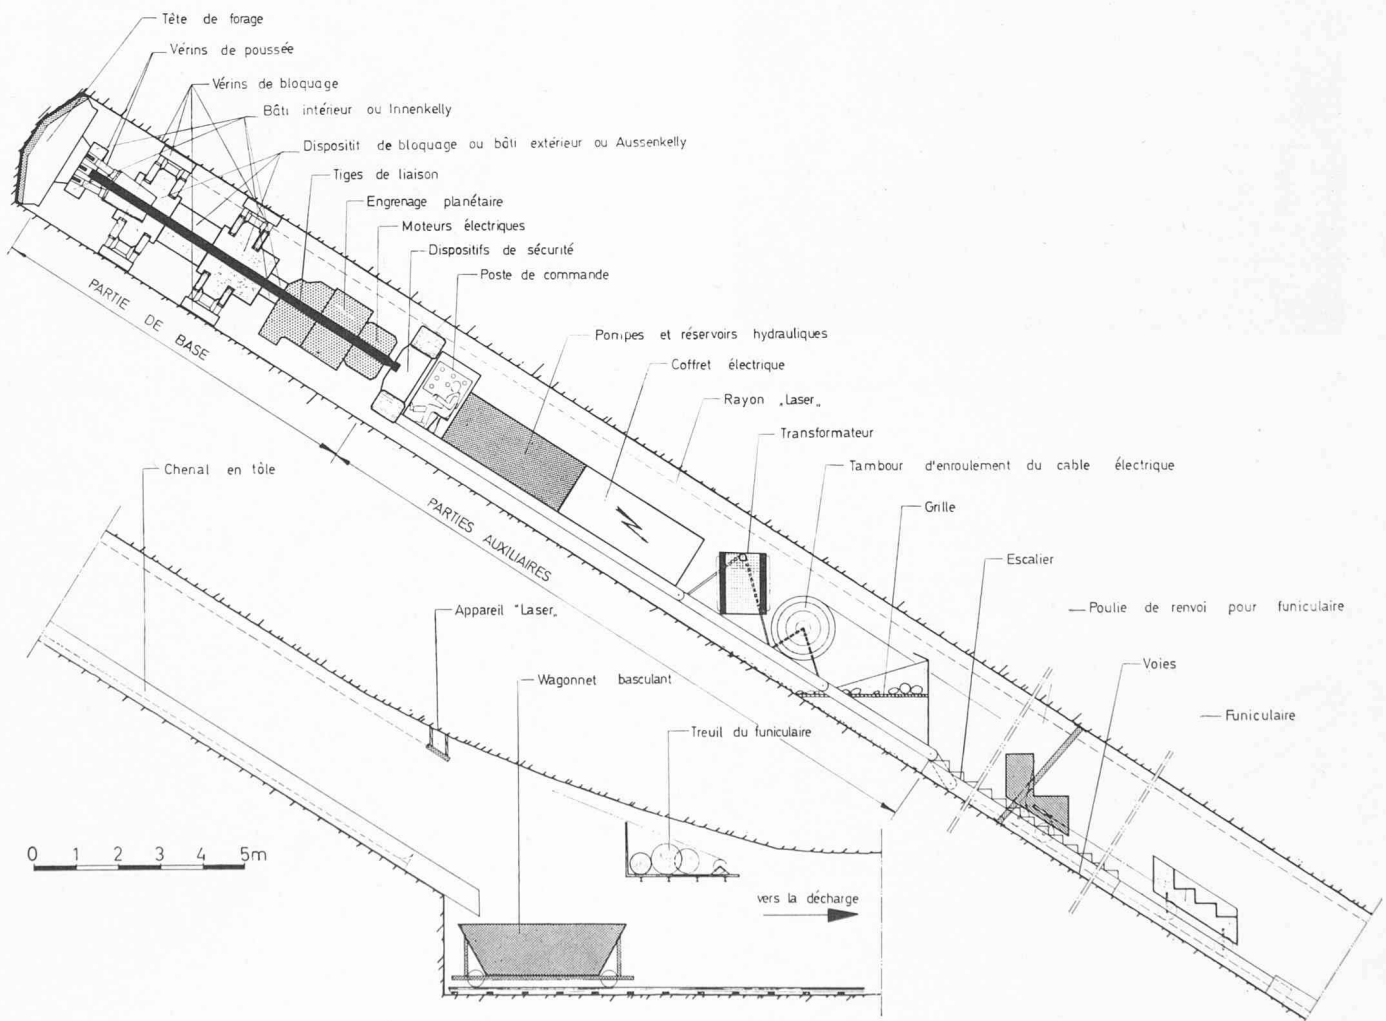 Tête de forage
Vérins de poussée
Vérins de bloquage
Bâti intérieur ou Innenkelly
Dispositit de bloquage ou bâti extérieur ou Aussenkelly
Tiges de liaison
Engrenage planétaire
Moteurs électriques
Dispositifs de sécurité
Poste de commande
PARTIE DE BASE
Pompes et réservoirs hydrauliques
Coffret électrique
Rayon „Laser„
Transformateur
Tambour d'enroulement du cable électrique
Chenal en tôle
PARTIES AUXILIAIRES
Grille
Escalier
Appareil "Laser„
Poulie de renvoi pour funiculaire
Voies
Wagonnet basculant
Funiculaire
Treuil du funiculaire
0 1 2 3 4 5m
vers la décharge